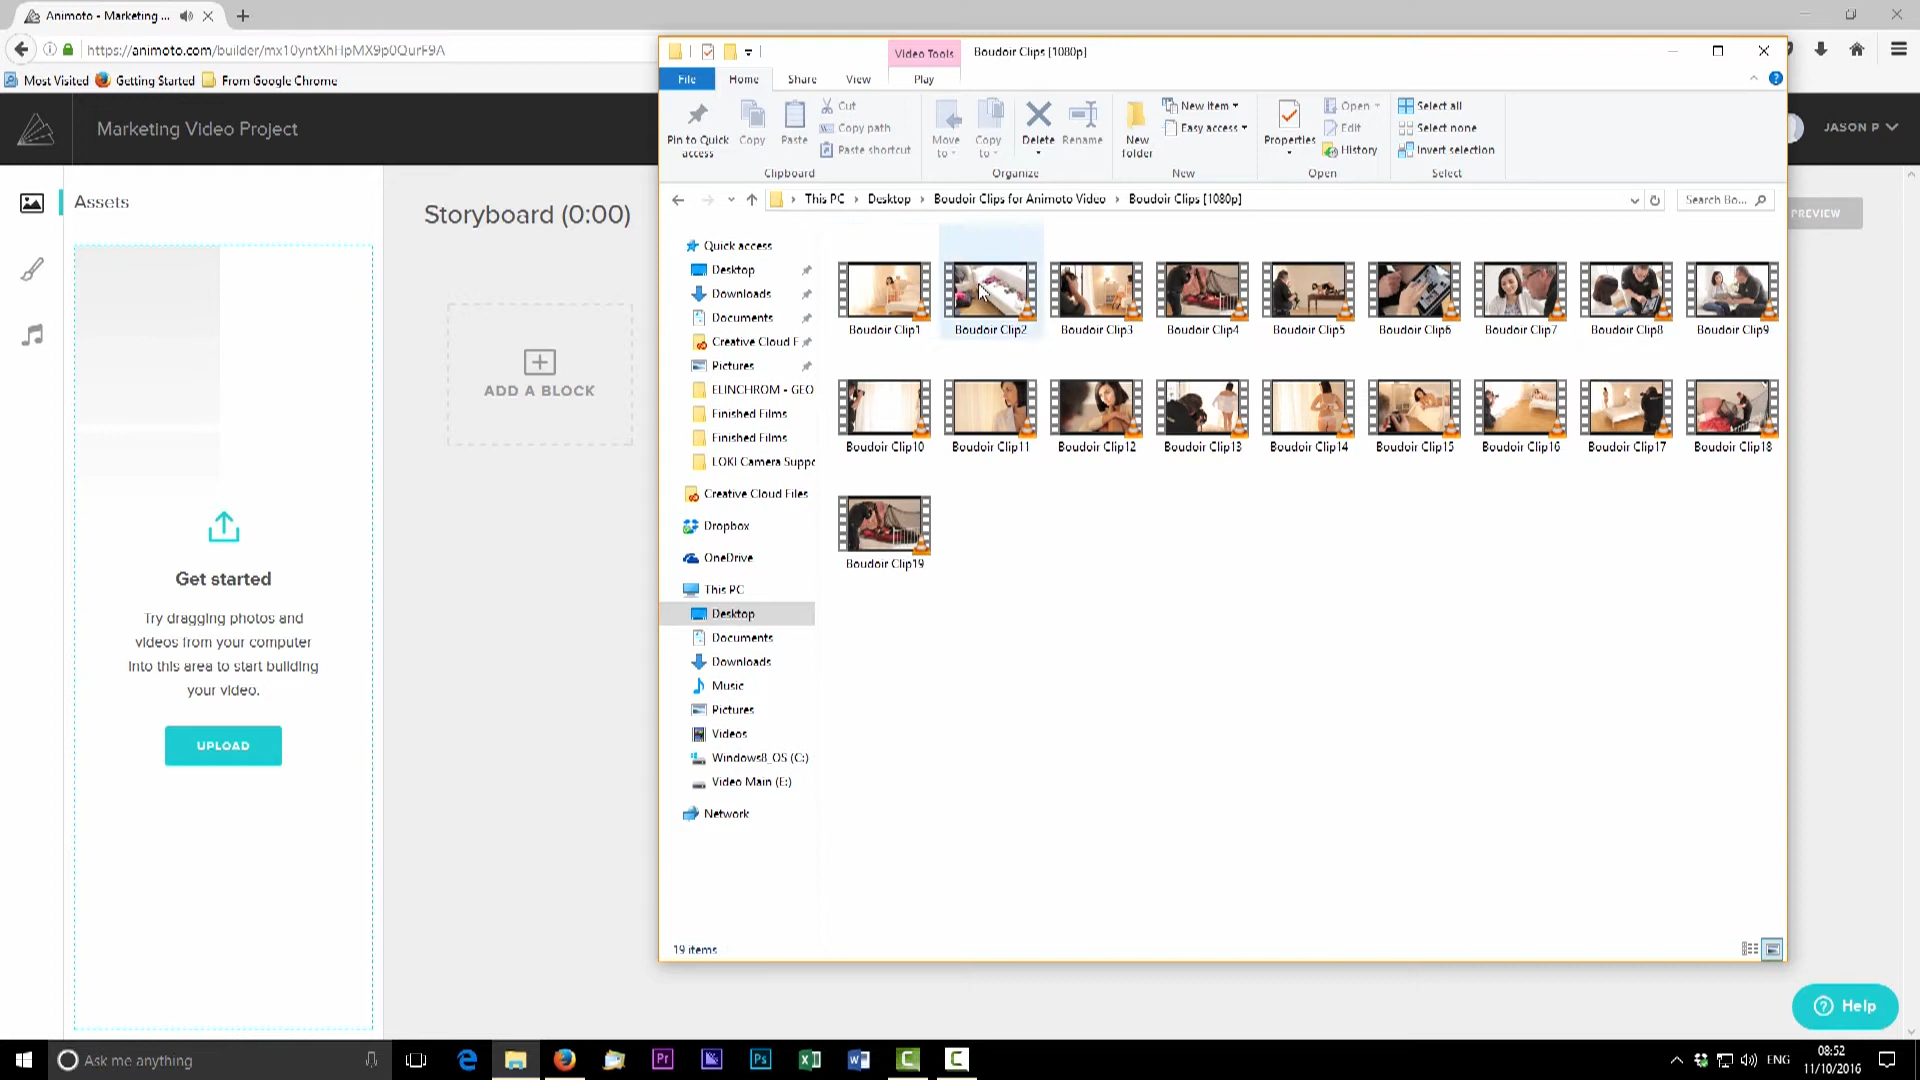 Animoto - Marketing ...
https://animoto.com/builder/mx10yntXhHpMX9p0QurF9A
Most Visited
Getting Started
From Google Chrome
Marketing Video Project
JASON P
Assets
Storyboard (0:00)
PREVIEW
ADD A BLOCK
Get started
Try dragging photos and
videos from your computer
into this area to start building
your video.
UPLOAD
Video Tools
Boudoir Clips [1080p]
File
Home
Share
View
Play
Pin to Quick
access
Copy
Paste
Cut
Copy path
Paste shortcut
Clipboard
Move
to
Copy
to
Delete
Rename
Organize
New
folder
New item
Easy access
New
Properties
Open
Edit
History
Open
Select all
Select none
Invert selection
Select
This PC
Desktop
Boudoir Clips for Animoto Video
Boudoir Clips [1080p]
Search Bo...
Quick access
Desktop
Downloads
Documents
Creative Cloud F
Pictures
ELINCHROM - GEO
Finished Films
Finished Films
LOKI Camera Suppo
Creative Cloud Files
Dropbox
OneDrive
This PC
Desktop
Documents
Downloads
Music
Pictures
Videos
Windows8_OS (C:)
Video Main (E:)
Network
Boudoir Clip1
Boudoir Clip2
Boudoir Clip3
Boudoir Clip4
Boudoir Clip5
Boudoir Clip6
Boudoir Clip7
Boudoir Clip8
Boudoir Clip9
Boudoir Clip10
Boudoir Clip11
Boudoir Clip12
Boudoir Clip13
Boudoir Clip14
Boudoir Clip15
Boudoir Clip16
Boudoir Clip17
Boudoir Clip18
Boudoir Clip19
19 items
? Help
Ask me anything
Pr
Ps
ENG
08:52
11/10/2016